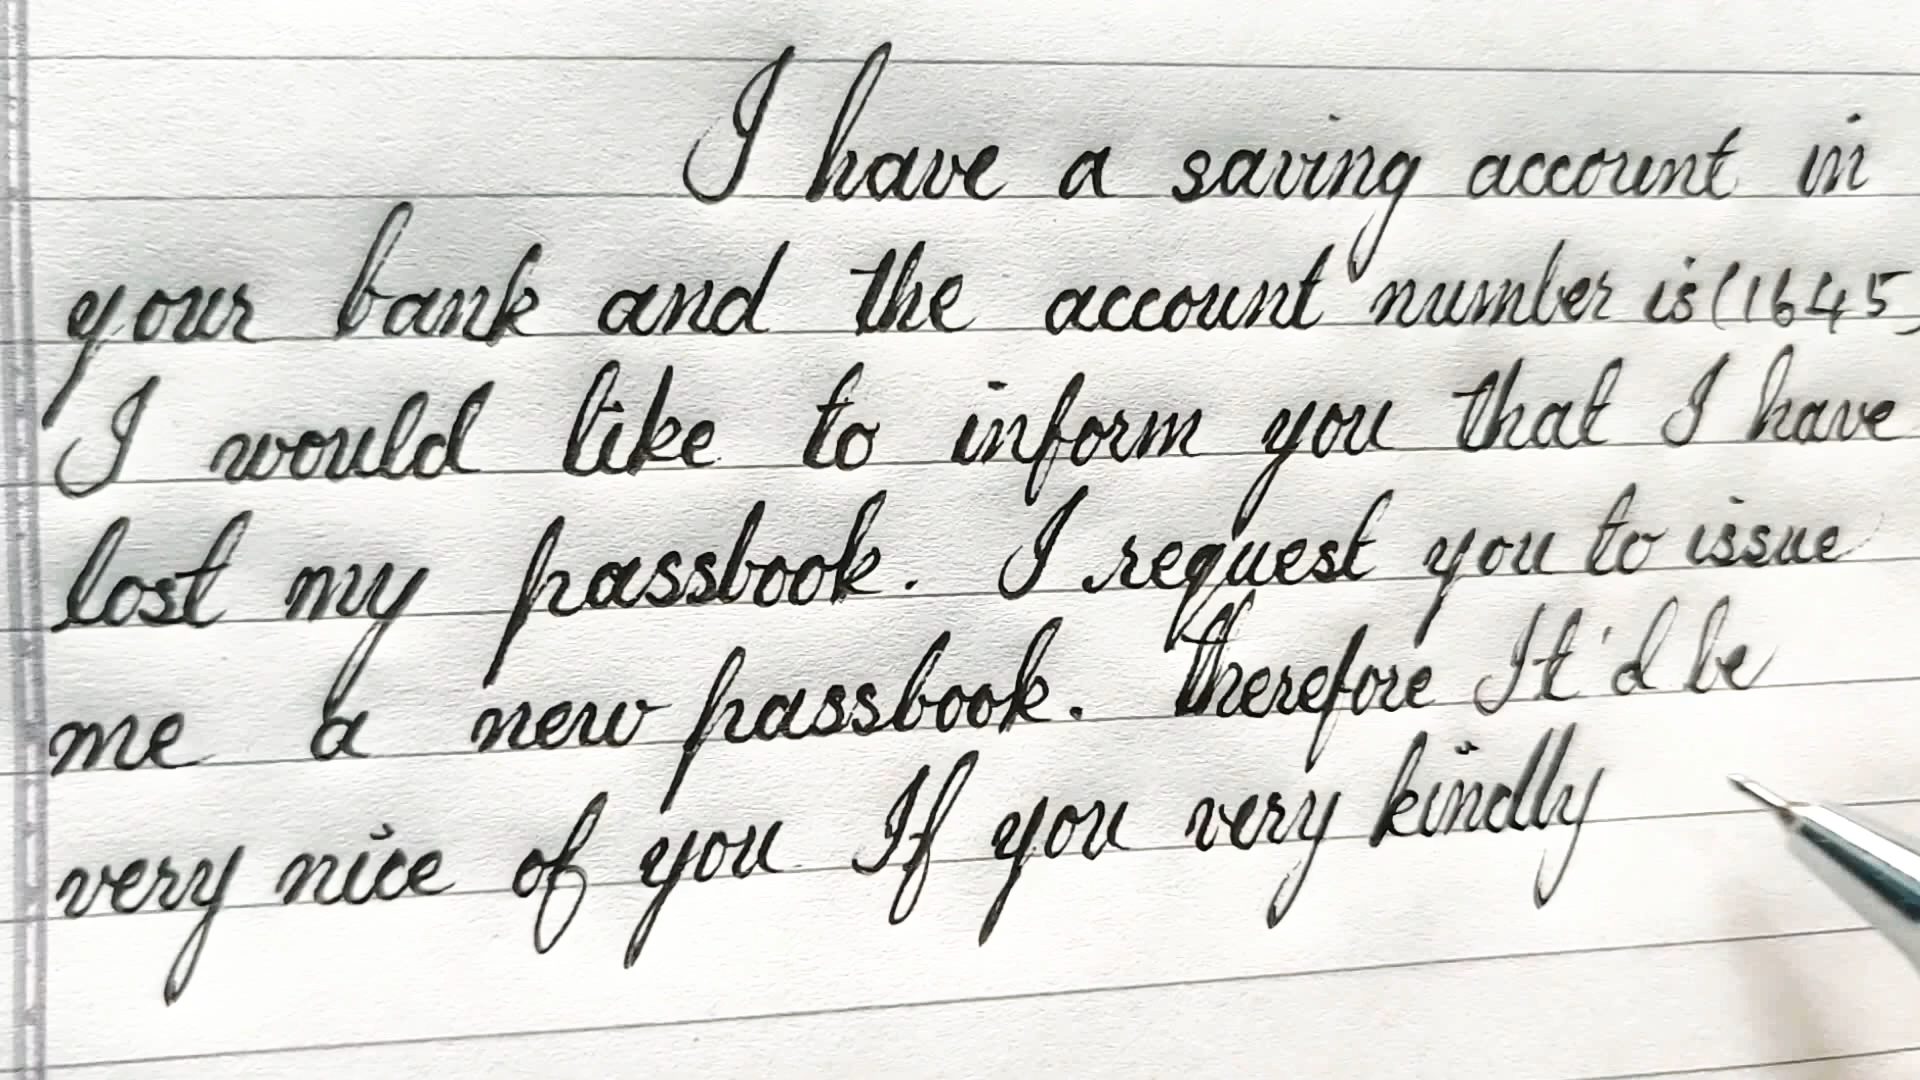 I have a saving account in
your bank and the account number is (1645)
I would like to inform you that I have
lost my passbook. I request you to issue
me a new passbook. Therefore It'd be
very nice of you If you very kindly